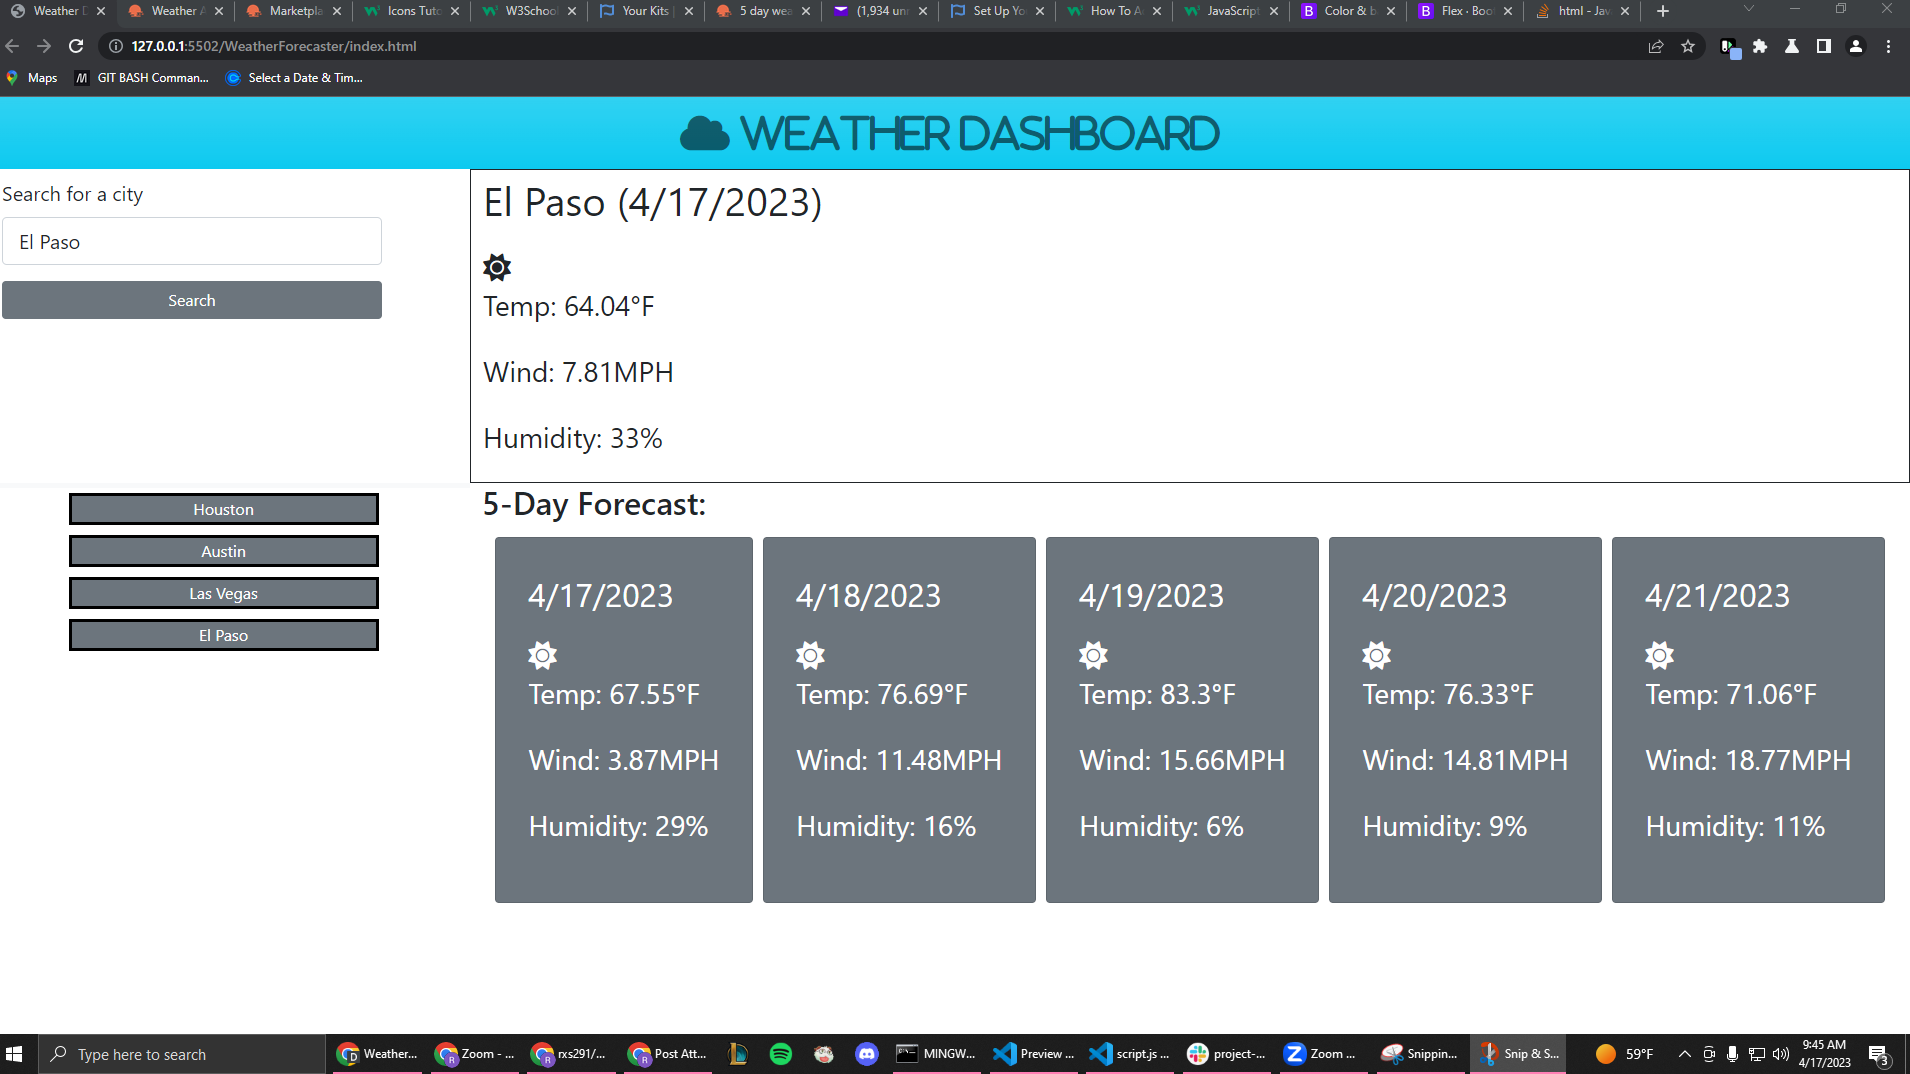 Weather D
Weather A
Marketpla
Icons Tuto
W3School
Your Kits |
5 day wea
(1,934 unr
Set Up Yo
How To A
JavaScript
Color & b
Flex · Boo
html - Jav
127.0.0.1:5502/WeatherForecaster/index.html
Maps
GIT BASH Comman...
Select a Date & Tim...
WEATHER DASHBOARD
Search for a city
El Paso
Search
El Paso (4/17/2023)
Temp: 64.04°F
Wind: 7.81MPH
Humidity: 33%
Houston
Austin
Las Vegas
El Paso
5-Day Forecast:
4/17/2023
Temp: 67.55°F
Wind: 3.87MPH
Humidity: 29%
4/18/2023
Temp: 76.69°F
Wind: 11.48MPH
Humidity: 16%
4/19/2023
Temp: 83.3°F
Wind: 15.66MPH
Humidity: 6%
4/20/2023
Temp: 76.33°F
Wind: 14.81MPH
Humidity: 9%
4/21/2023
Temp: 71.06°F
Wind: 18.77MPH
Humidity: 11%
Type here to search
Weather...
Zoom - ...
rxs291/...
Post Att...
MINGW...
Preview ...
script.js ...
project-...
Zoom ...
Snippin...
Snip & S...
59°F
9:45 AM
4/17/2023
3